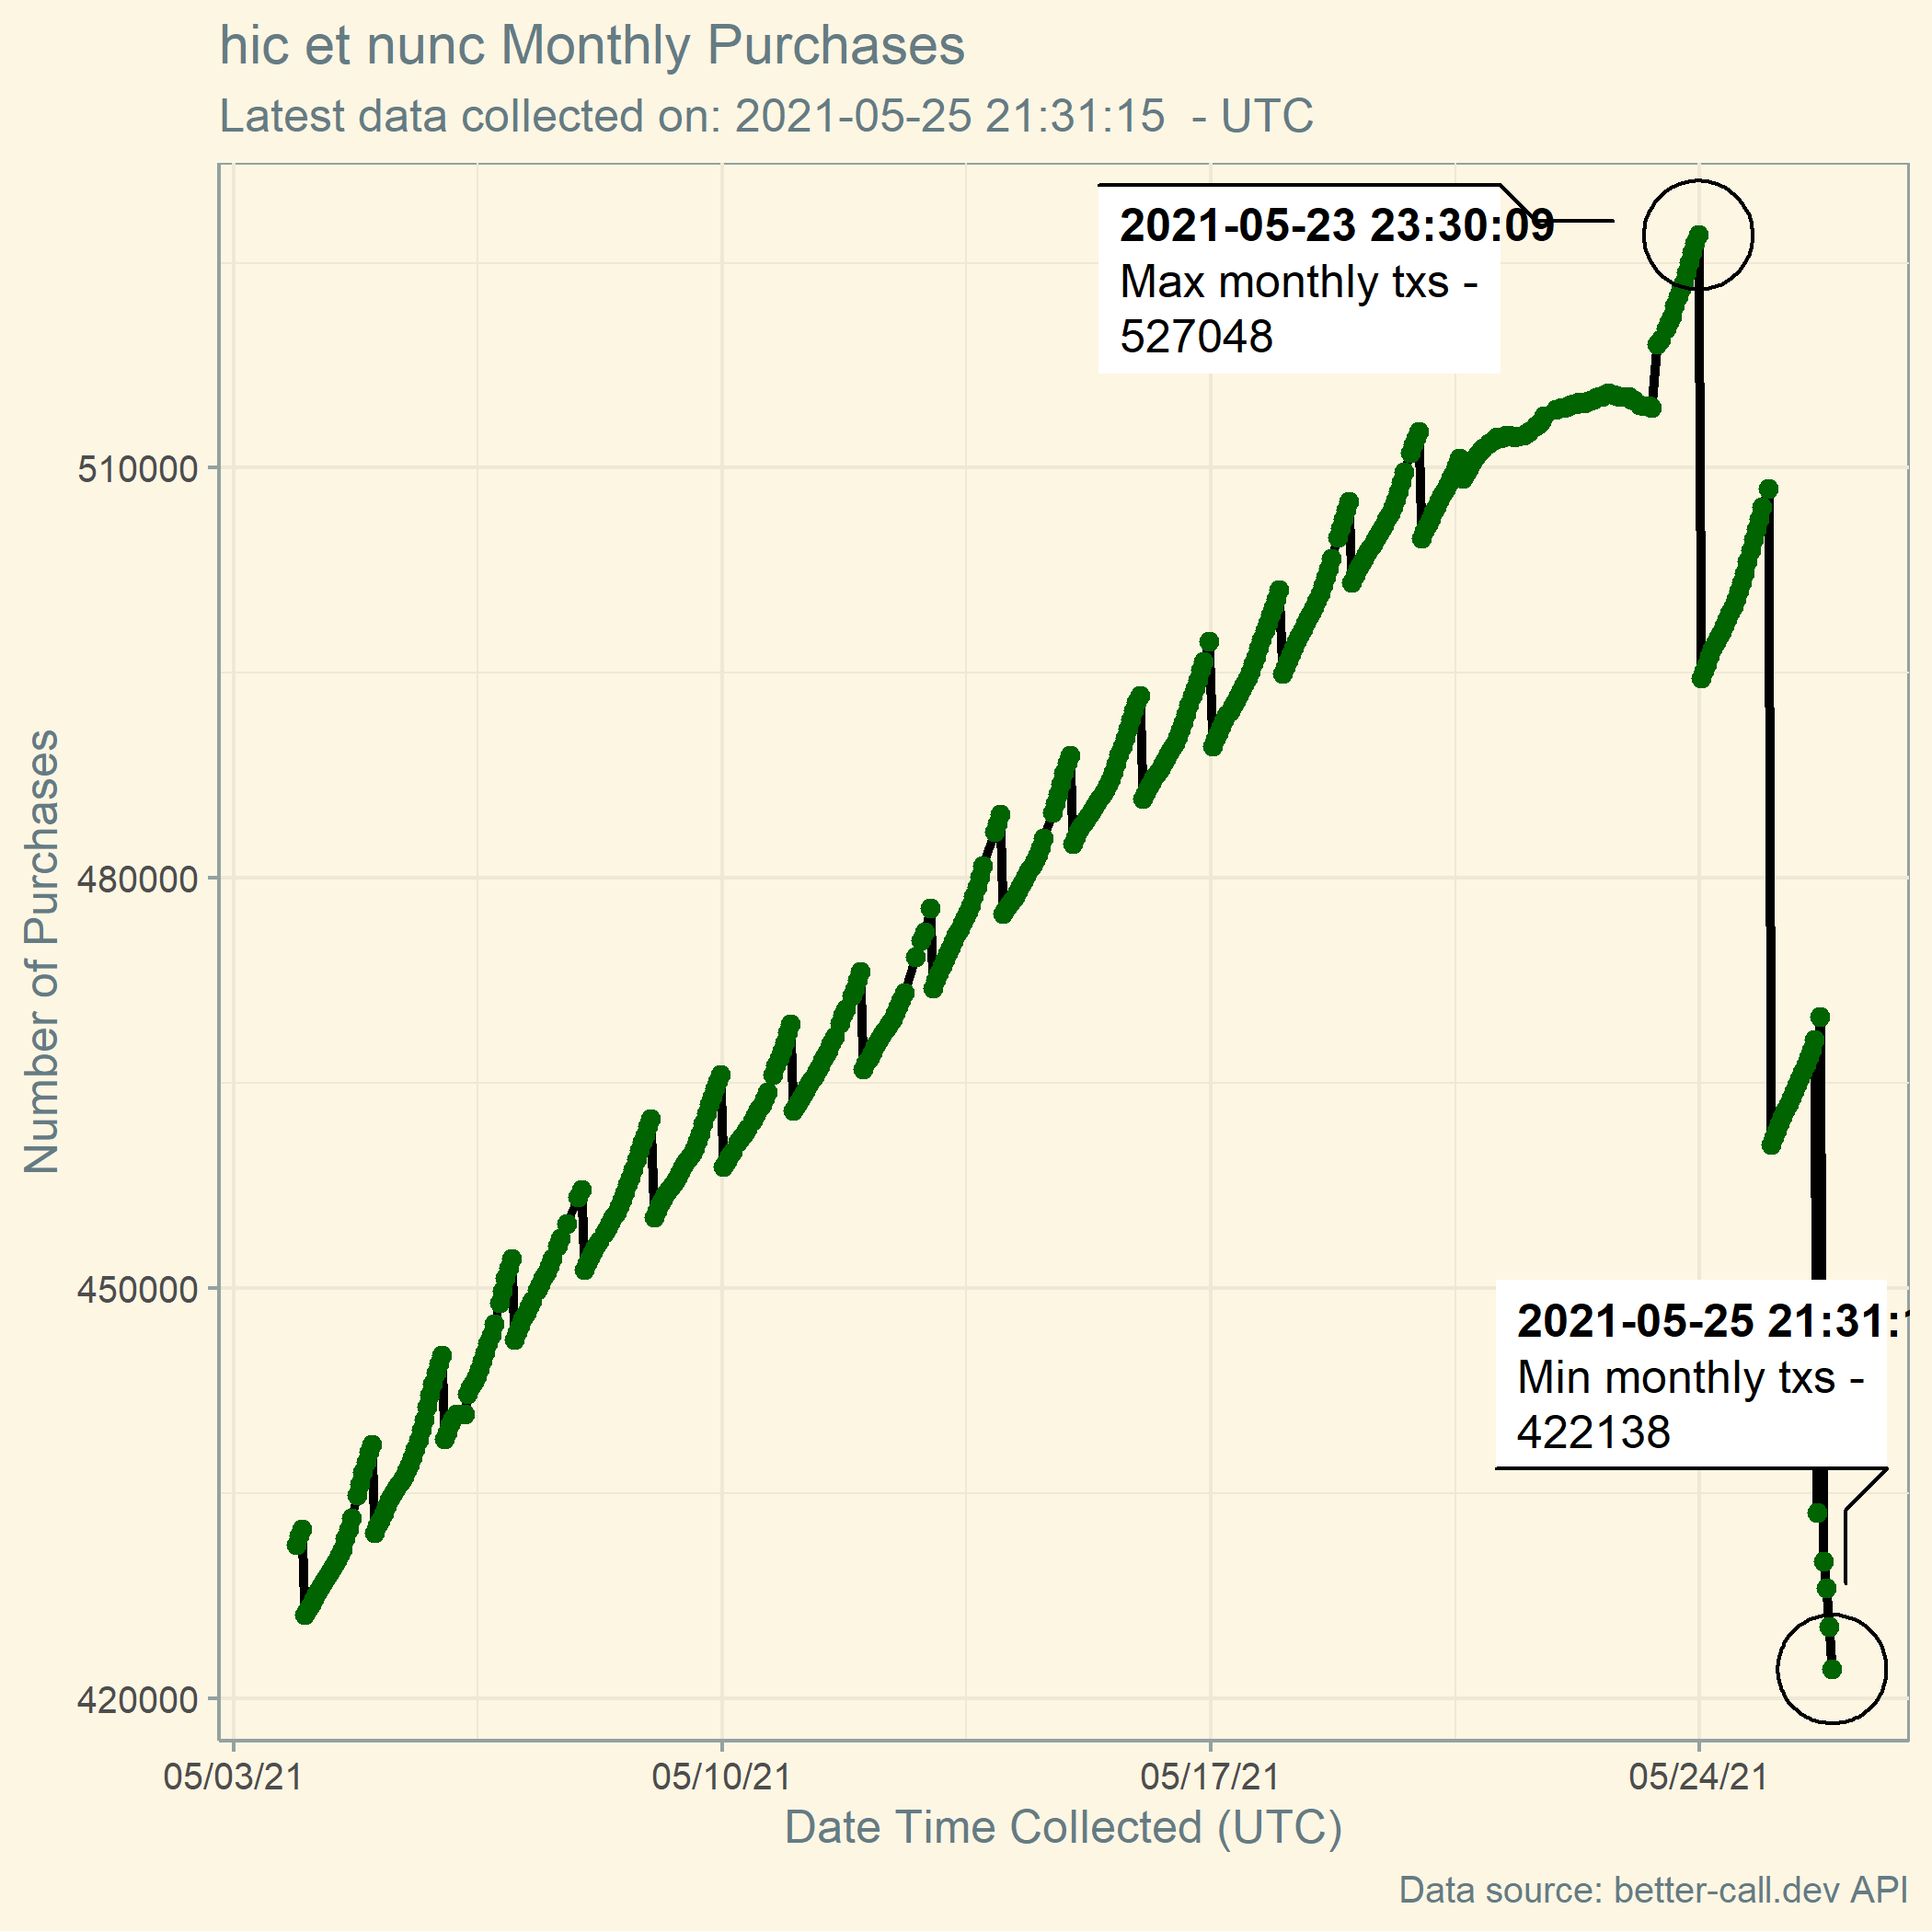 hic et nunc Monthly Purchases
Latest data collected on: 2021-05-25 21:31:15 - UTC
2021-05-23 23:30:09
Max monthly txs -
527048
510000
480000
450000
420000
Number of Purchases
2021-05-25 21:31:1
Min monthly txs -
422138
05/03/21
05/10/21
05/17/21
05/24/21
Date Time Collected (UTC)
Data source: better-call.dev API